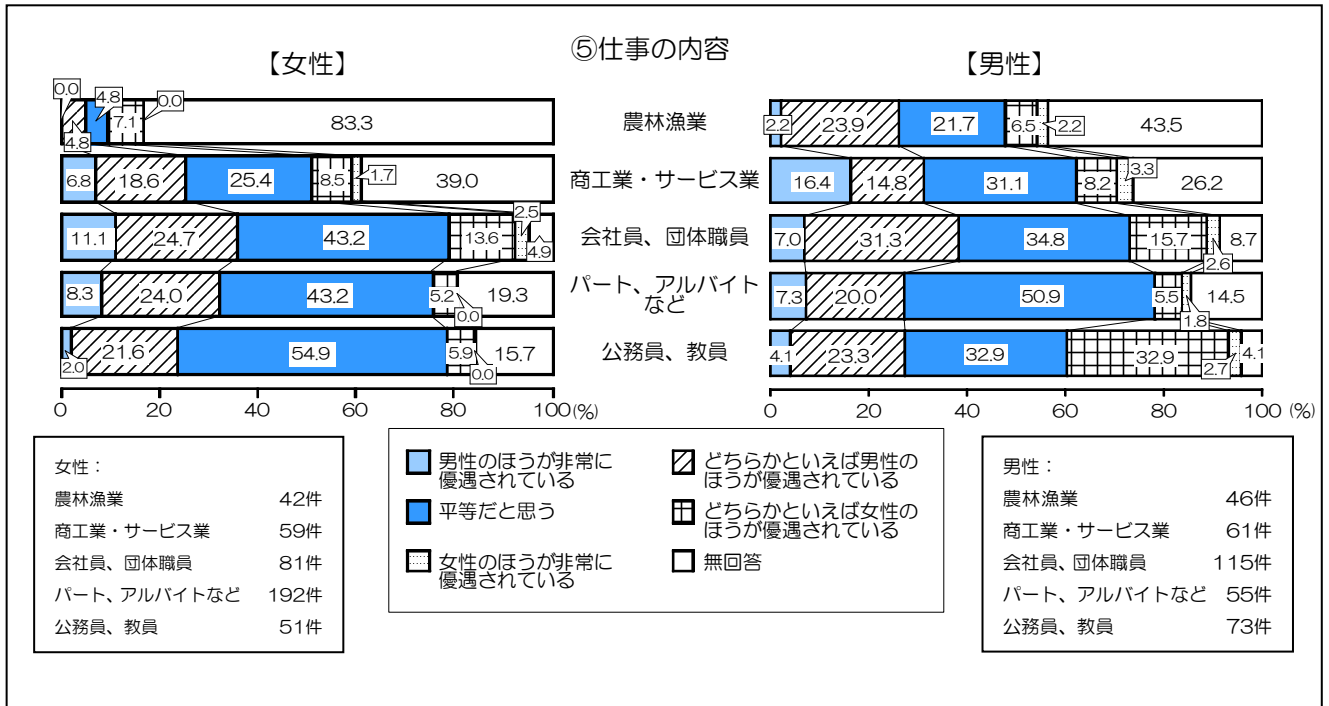 ⑤仕事の内容
【女性】
【男性】
0.0
4.8
4.8
7.1
0.0
83.3
農林漁業
2.2
23.9
21.7
6.5
2.2
43.5
6.8
18.6
25.4
8.5
1.7
39.0
商工業・サービス業
16.4
14.8
31.1
8.2
3.3
26.2
11.1
24.7
43.2
13.6
2.5
4.9
会社員、団体職員
7.0
31.3
34.8
15.7
2.6
8.7
8.3
24.0
43.2
5.2
0.0
19.3
パート、アルバイト
など
7.3
20.0
50.9
5.5
1.8
14.5
2.0
21.6
54.9
5.9
0.0
15.7
公務員、教員
4.1
23.3
32.9
32.9
2.7
4.1
0 20 40 60 80 100 (%)
0 20 40 60 80 100 (%)
女性：
農林漁業 42件
商工業・サービス業 59件
会社員、団体職員 81件
パート、アルバイトなど 192件
公務員、教員 51件
男性のほうが非常に
優遇されている
どちらかといえば男性の
ほうが優遇されている
平等だと思う
どちらかといえば女性の
ほうが優遇されている
女性のほうが非常に
優遇されている
無回答
男性：
農林漁業 46件
商工業・サービス業 61件
会社員、団体職員 115件
パート、アルバイトなど 55件
公務員、教員 73件